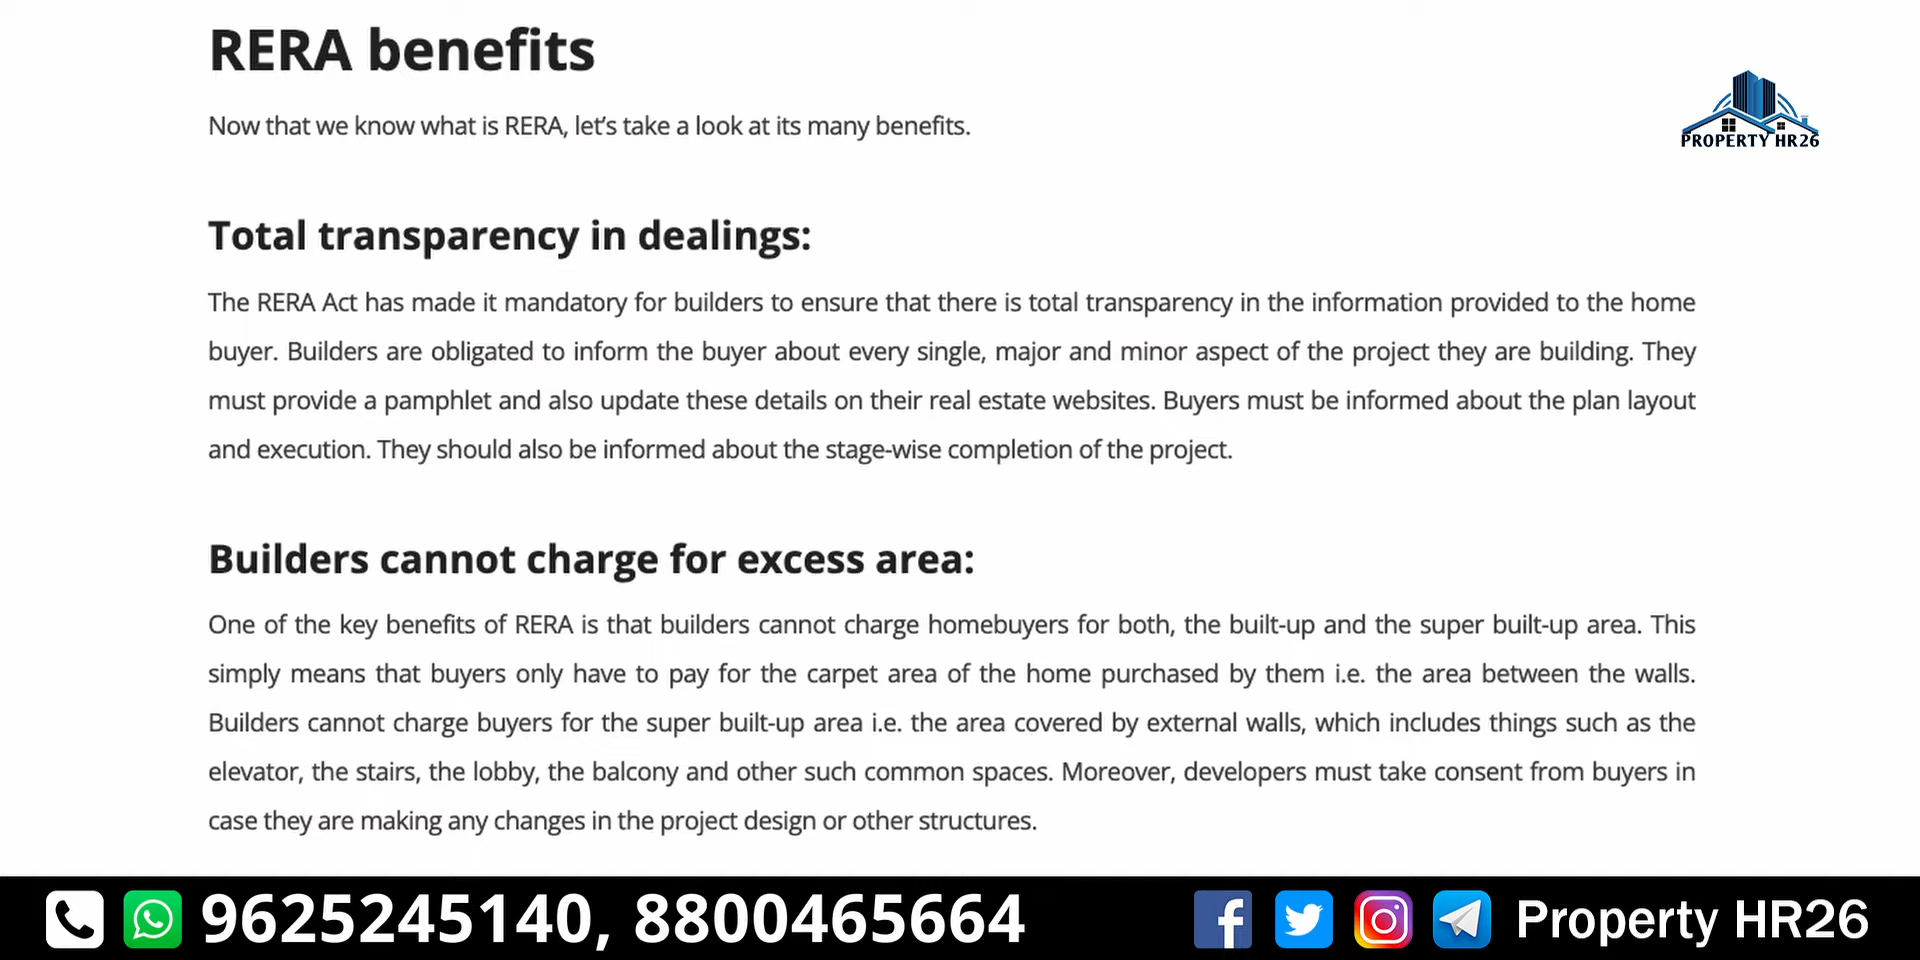 RERA benefits
Now that we know what is RERA, let’s take a look at its many benefits.
PROPERTY HR26
Total transparency in dealings:
The RERA Act has made it mandatory for builders to ensure that there is total transparency in the information provided to the home
buyer. Builders are obligated to inform the buyer about every single, major and minor aspect of the project they are building. They
must provide a pamphlet and also update these details on their real estate websites. Buyers must be informed about the plan layout
and execution. They should also be informed about the stage-wise completion of the project.
Builders cannot charge for excess area:
One of the key benefits of RERA is that builders cannot charge homebuyers for both, the built-up and the super built-up area. This
simply means that buyers only have to pay for the carpet area of the home purchased by them i.e. the area between the walls.
Builders cannot charge buyers for the super built-up area i.e. the area covered by external walls, which includes things such as the
elevator, the stairs, the lobby, the balcony and other such common spaces. Moreover, developers must take consent from buyers in
case they are making any changes in the project design or other structures.
9625245140, 8800465664
Property HR26